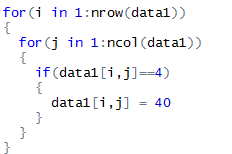 for(i in 1:nrow(data1))
{
  for(j in 1:ncol(data1))
  {
    if(data1[i,j]==4)
    {
      data1[i,j] = 40
    }
  }
}